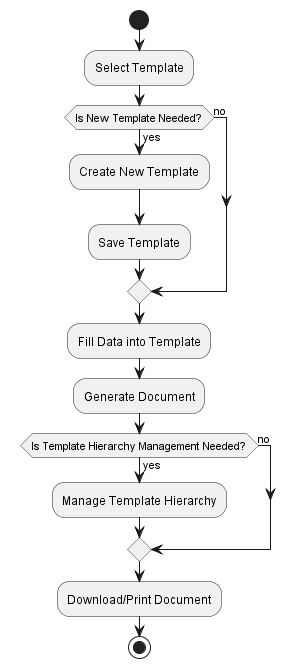 Select Template
Is New Template Needed?
no
yes
Create New Template
Save Template
Fill Data into Template
Generate Document
Is Template Hierarchy Management Needed?
no
yes
Manage Template Hierarchy
Download/Print Document